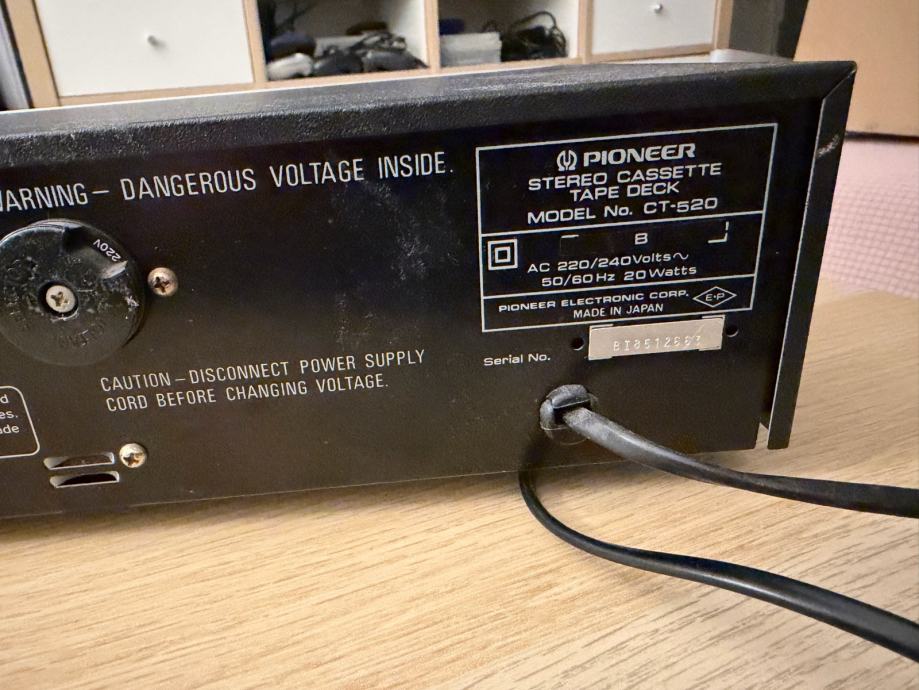 WARNING — DANGEROUS VOLTAGE INSIDE.
220V
CAUTION — DISCONNECT POWER SUPPLY
CORD BEFORE CHANGING VOLTAGE.
PIONEER
STEREO CASSETTE
TAPE DECK
MODEL No. CT-520
B
AC 220/240Volts~
50/60Hz 20Watts
PIONEER ELECTRONIC CORP.
MADE IN JAPAN
E·P
Serial No.